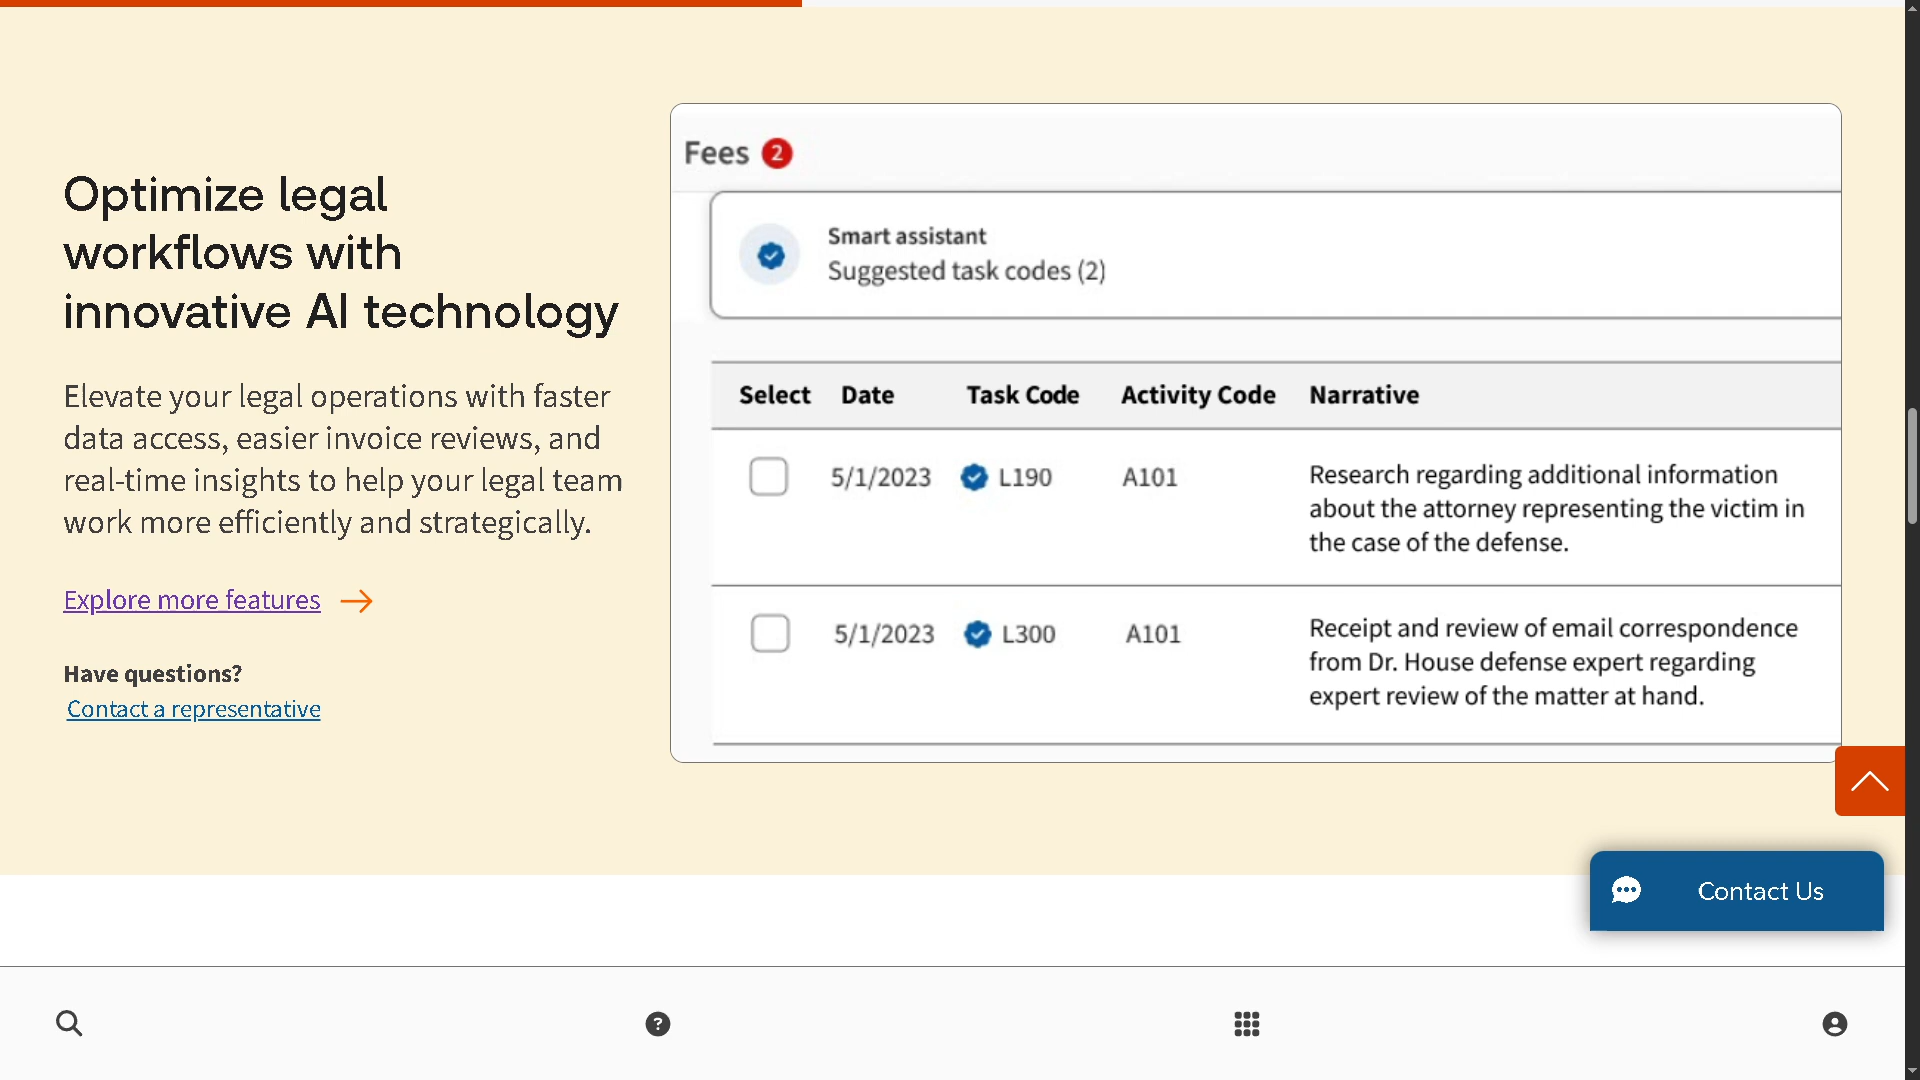 Optimize legal
workflows with
innovative AI technology
Elevate your legal operations with faster
data access, easier invoice reviews, and
real-time insights to help your legal team
work more efficiently and strategically.
Explore more features
Have questions?
Contact a representative
Fees 2
Smart assistant
Suggested task codes (2)
Select Date Task Code Activity Code Narrative
5/1/2023 L190 A101 Research regarding additional information
about the attorney representing the victim in
the case of the defense.
5/1/2023 L300 A101 Receipt and review of email correspondence
from Dr. House defense expert regarding
expert review of the matter at hand.
Contact Us